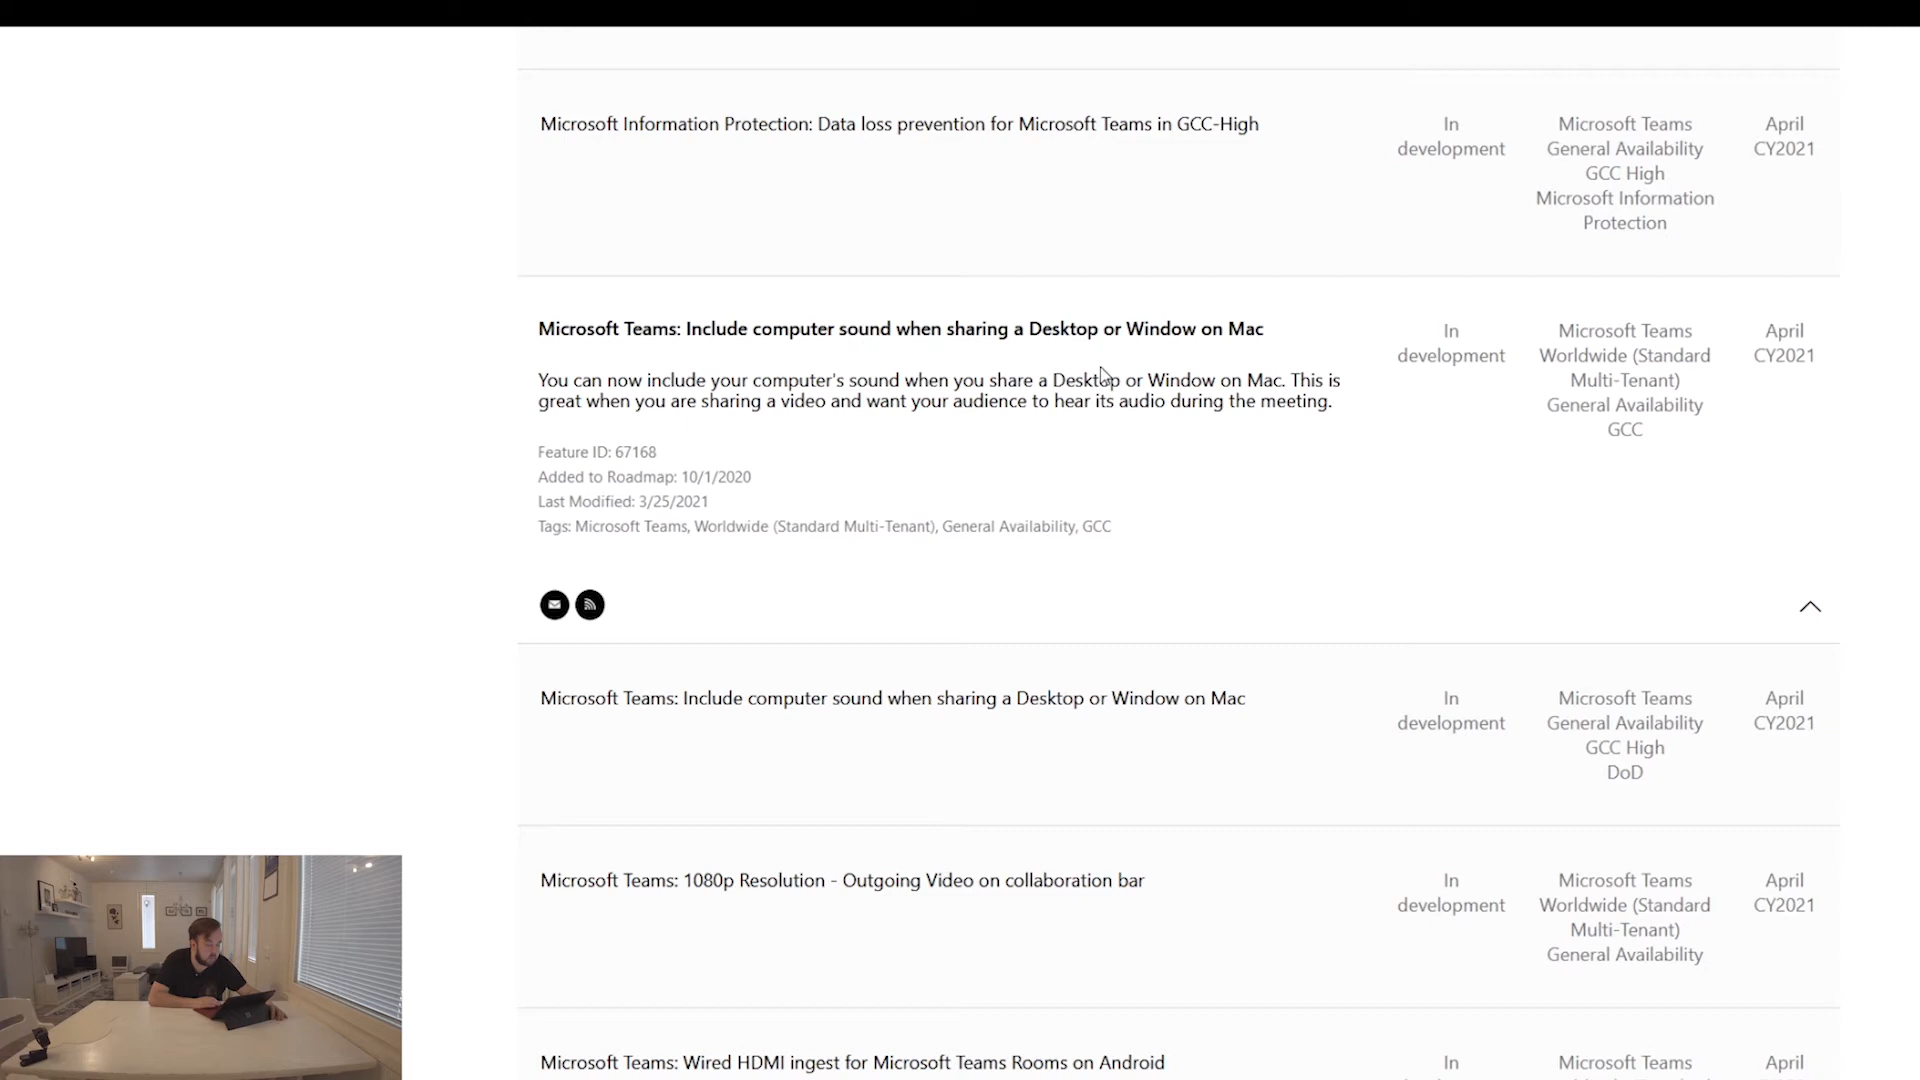 Microsoft Information Protection: Data loss prevention for Microsoft Teams in GCC-High
In
development
Microsoft Teams
General Availability
GCC High
Microsoft Information
Protection
April
CY2021
Microsoft Teams: Include computer sound when sharing a Desktop or Window on Mac
You can now include your computer's sound when you share a Desktop or Window on Mac. This is
great when you are sharing a video and want your audience to hear its audio during the meeting.
Feature ID: 67168
Added to Roadmap: 10/1/2020
Last Modified: 3/25/2021
Tags: Microsoft Teams, Worldwide (Standard Multi-Tenant), General Availability, GCC
In
development
Microsoft Teams
Worldwide (Standard
Multi-Tenant)
General Availability
GCC
April
CY2021
Microsoft Teams: Include computer sound when sharing a Desktop or Window on Mac
In
development
Microsoft Teams
General Availability
GCC High
DoD
April
CY2021
Microsoft Teams: 1080p Resolution - Outgoing Video on collaboration bar
In
development
Microsoft Teams
Worldwide (Standard
Multi-Tenant)
General Availability
April
CY2021
Microsoft Teams: Wired HDMI ingest for Microsoft Teams Rooms on Android
In
Microsoft Teams
April